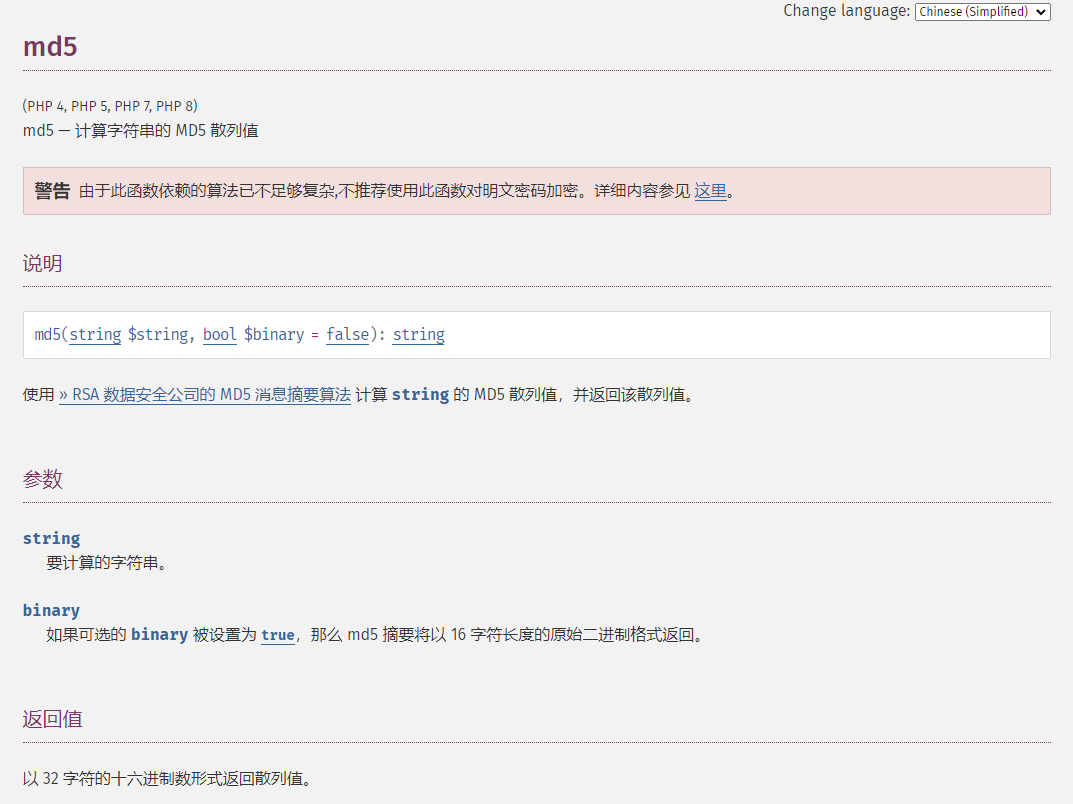 Change language: Chinese (Simplified)
md5
(PHP 4, PHP 5, PHP 7, PHP 8)
md5 — 计算字符串的 MD5 散列值
警告 由于此函数依赖的算法已不足够复杂,不推荐使用此函数对明文密码加密。详细内容参见 这里。
说明
md5(string $string, bool $binary = false): string
使用 » RSA 数据安全公司的 MD5 消息摘要算法 计算 string 的 MD5 散列值，并返回该散列值。
参数
string
要计算的字符串。
binary
如果可选的 binary 被设置为 true，那么 md5 摘要将以 16 字符长度的原始二进制格式返回。
返回值
以 32 字符的十六进制数形式返回散列值。